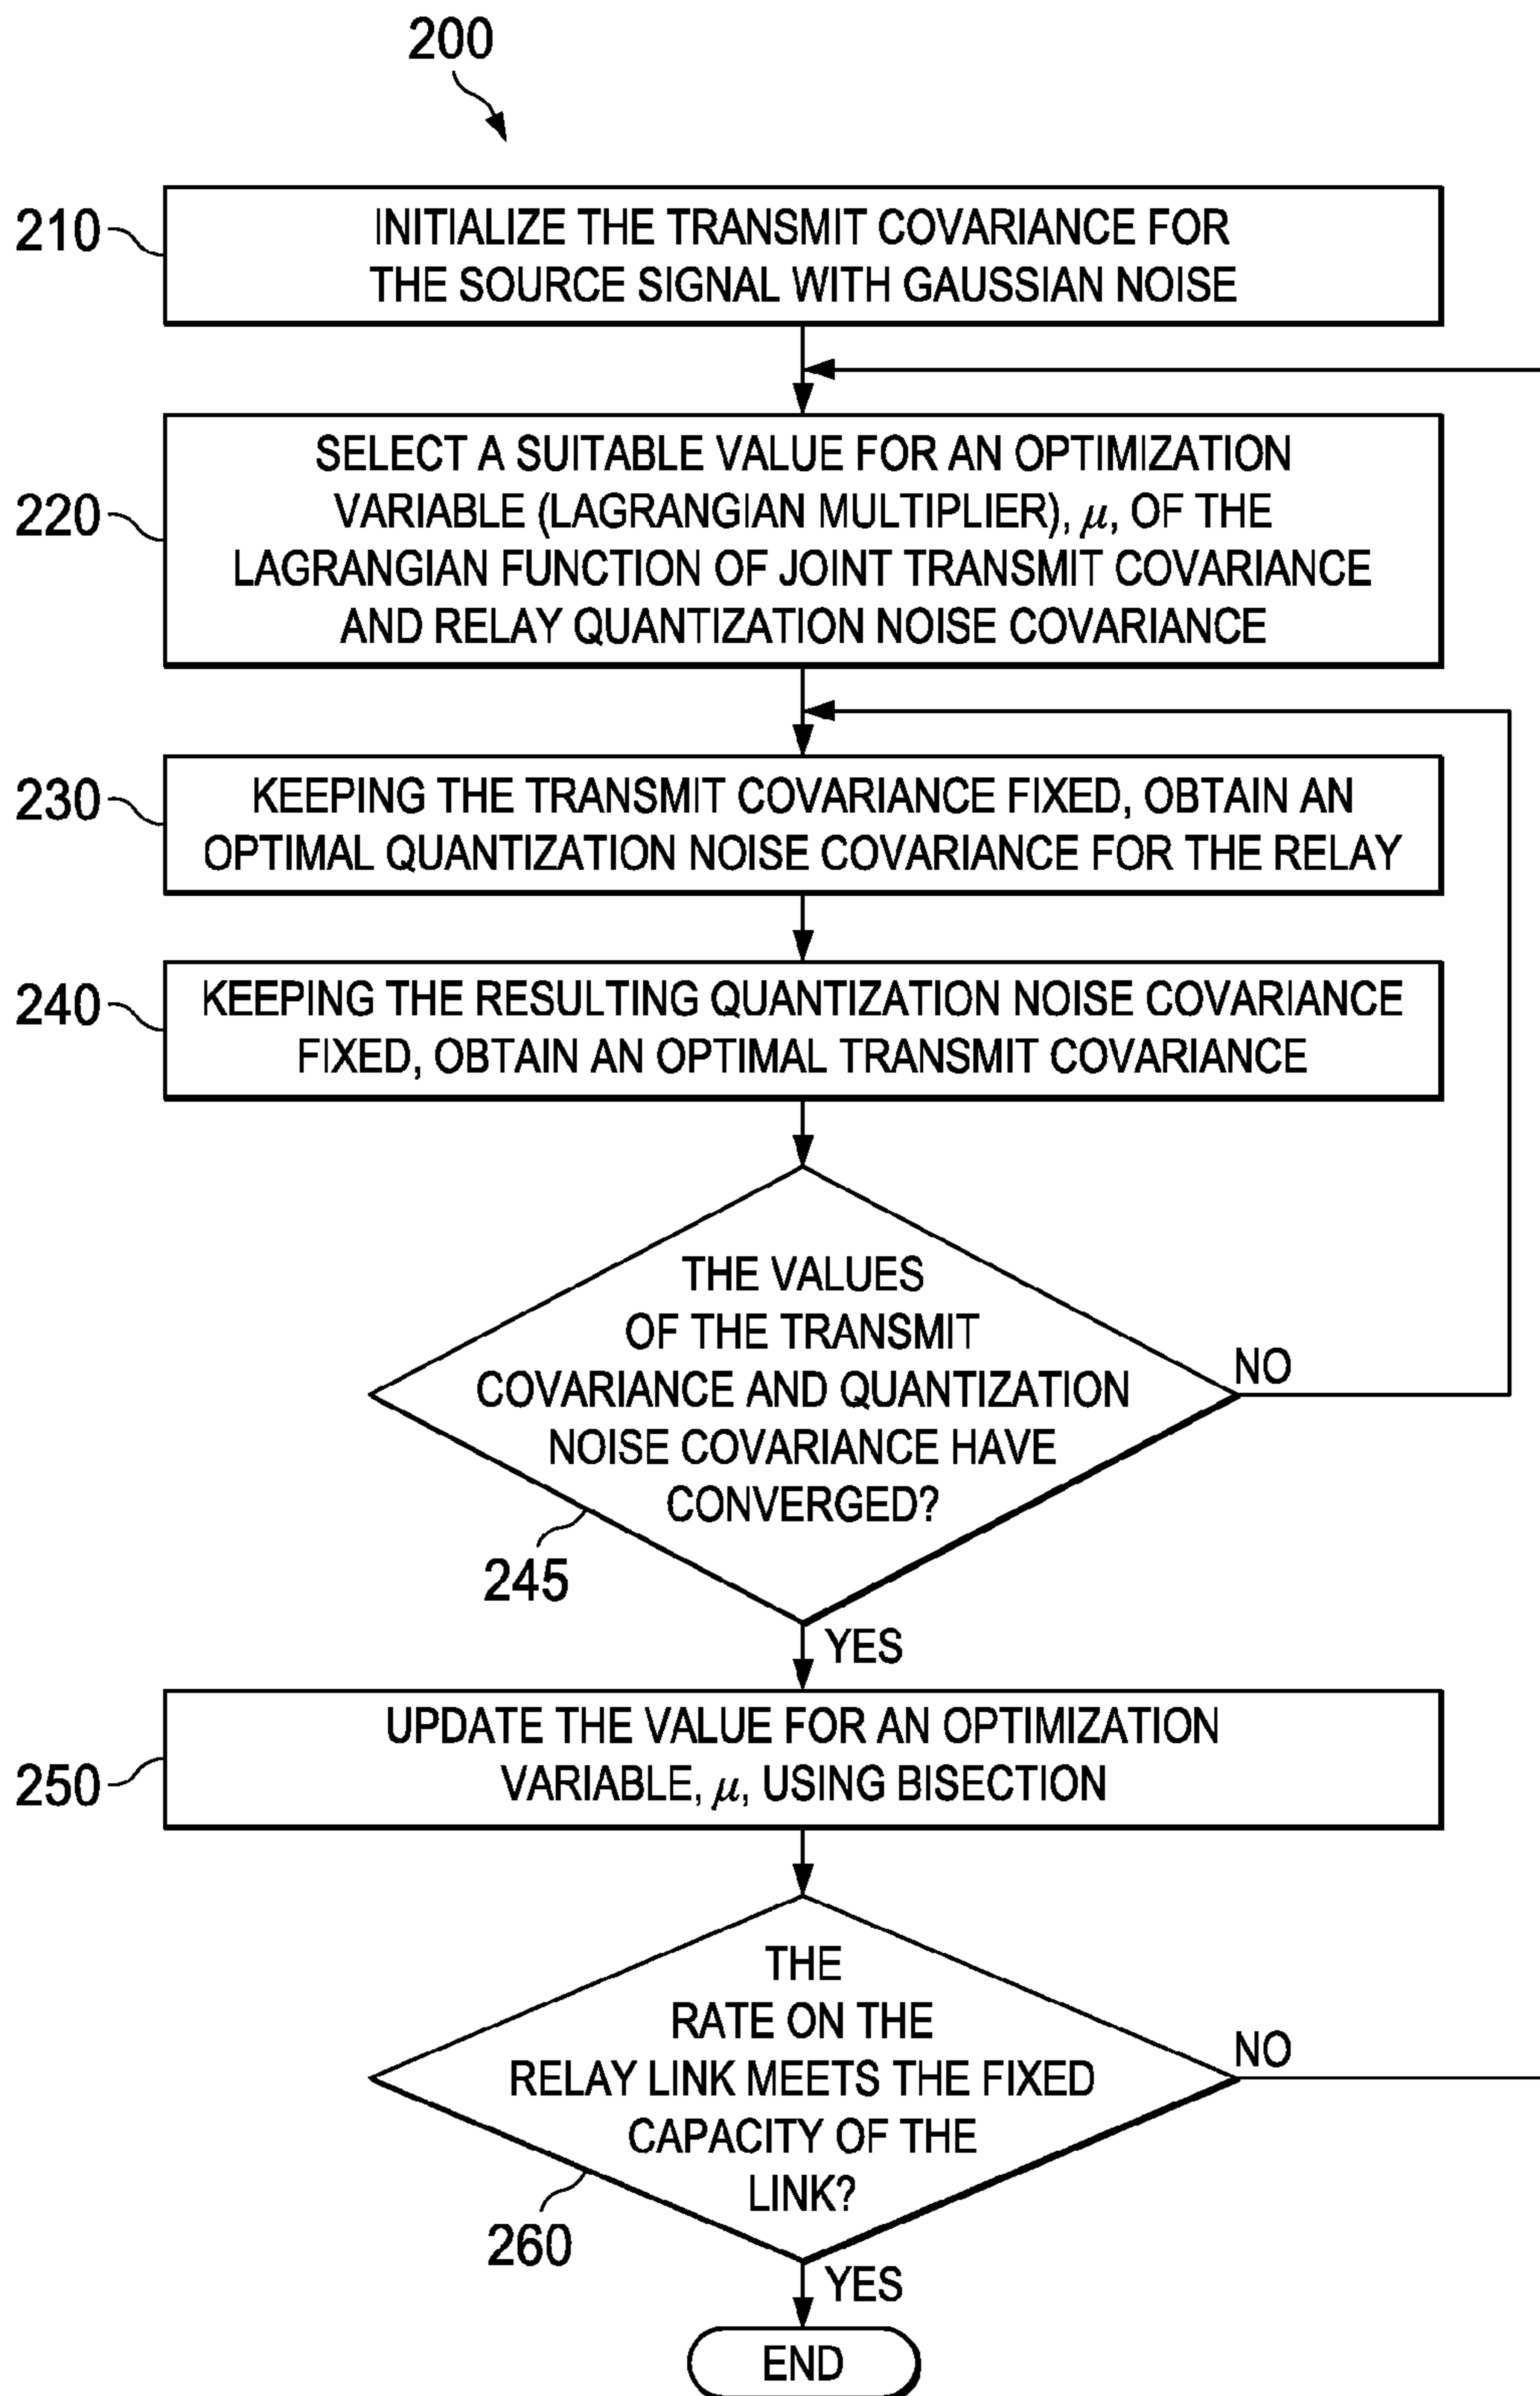 200
210
INITIALIZE THE TRANSMIT COVARIANCE FOR
THE SOURCE SIGNAL WITH GAUSSIAN NOISE
220
SELECT A SUITABLE VALUE FOR AN OPTIMIZATION
VARIABLE (LAGRANGIAN MULTIPLIER), μ, OF THE
LAGRANGIAN FUNCTION OF JOINT TRANSMIT COVARIANCE
AND RELAY QUANTIZATION NOISE COVARIANCE
230
KEEPING THE TRANSMIT COVARIANCE FIXED, OBTAIN AN
OPTIMAL QUANTIZATION NOISE COVARIANCE FOR THE RELAY
240
KEEPING THE RESULTING QUANTIZATION NOISE COVARIANCE
FIXED, OBTAIN AN OPTIMAL TRANSMIT COVARIANCE
THE VALUES
OF THE TRANSMIT
COVARIANCE AND QUANTIZATION
NOISE COVARIANCE HAVE
CONVERGED?
NO
245
YES
250
UPDATE THE VALUE FOR AN OPTIMIZATION
VARIABLE, μ, USING BISECTION
THE
RATE ON THE
RELAY LINK MEETS THE FIXED
CAPACITY OF THE
LINK?
NO
260
YES
END